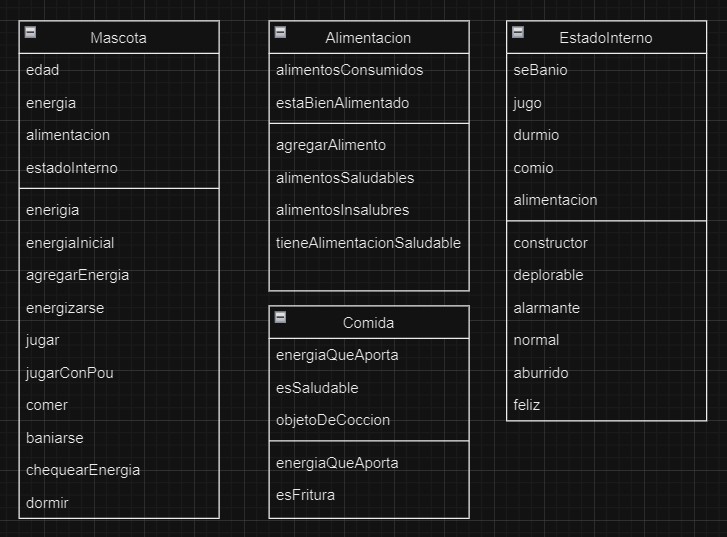 Mascota
edad
energia
alimentacion
estadoInterno
enerigia
energiaInicial
agregarEnergia
energizarse
jugar
jugarConPou
comer
baniarse
chequearEnergia
dormir
Alimentacion
alimentosConsumidos
estaBienAlimentado
agregarAlimento
alimentosSaludables
alimentosInsalubres
tieneAlimentacionSaludable
Comida
energiaQueAporta
esSaludable
objetoDeCoccion
energiaQueAporta
esFritura
EstadoInterno
seBanio
jugo
durmio
comio
alimentacion
constructor
deplorable
alarmante
normal
aburrido
feliz